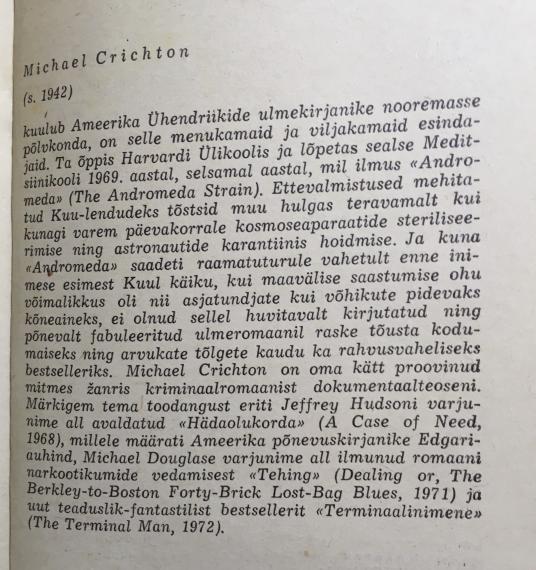 Michael Crichton
(s. 1942)
kuulub Ameerika Ühendriikide ulmekirjanike nooremasse
põlvkonda, on selle menukamaid ja viljakamaid esinda-
jaid. Ta õppis Harvardi Ülikoolis ja lõpetas sealse Medit-
siinikooli 1969. aastal, selsamal aastal, mil ilmus «Andro-
meda» (The Andromeda Strain). Ettevalmistused mehita-
tud Kuu-lendudeks tõstsid muu hulgas teravamalt kui
kunagi varem päevakorrale kosmoseaparaatide steriilisee-
rimise ning astronautide karantiinis hoidmise. Ja kuna
«Andromeda» saadeti raamatuturule vahetult enne ini-
mese esimest Kuul käiku, kui maavälise saastumise ohu
võimalikkus oli nii asjatundjate kui võhikute pidevaks
kõneaineks, ei olnud sellel huvitavalt kirjutatud ning
põnevalt fabuleeritud ulmeromaanil raske tõusta kodu-
maiseks ning arvukate tõlgete kaudu ka rahvusvaheliseks
bestselleriks. Michael Crichton on oma kätt proovinud
mitmes žanris kriminaalromaanist dokumentaalteoseni.
Märkigem tema toodangust eriti Jeffrey Hudsoni varju-
nime all avaldatud «Hädaolukorda» (A Case of Need,
1968), millele määrati Ameerika põnevuskirjanike Edgari-
auhind, Michael Douglase varjunime all ilmunud romaani
narkootikumide vedamisest «Tehing» (Dealing or, The
Berkley-to-Boston Forty-Brick Lost-Bag Blues, 1971) ja
uut teaduslik-fantastilist bestsellerit «Terminaalinimene»
(The Terminal Man, 1972).